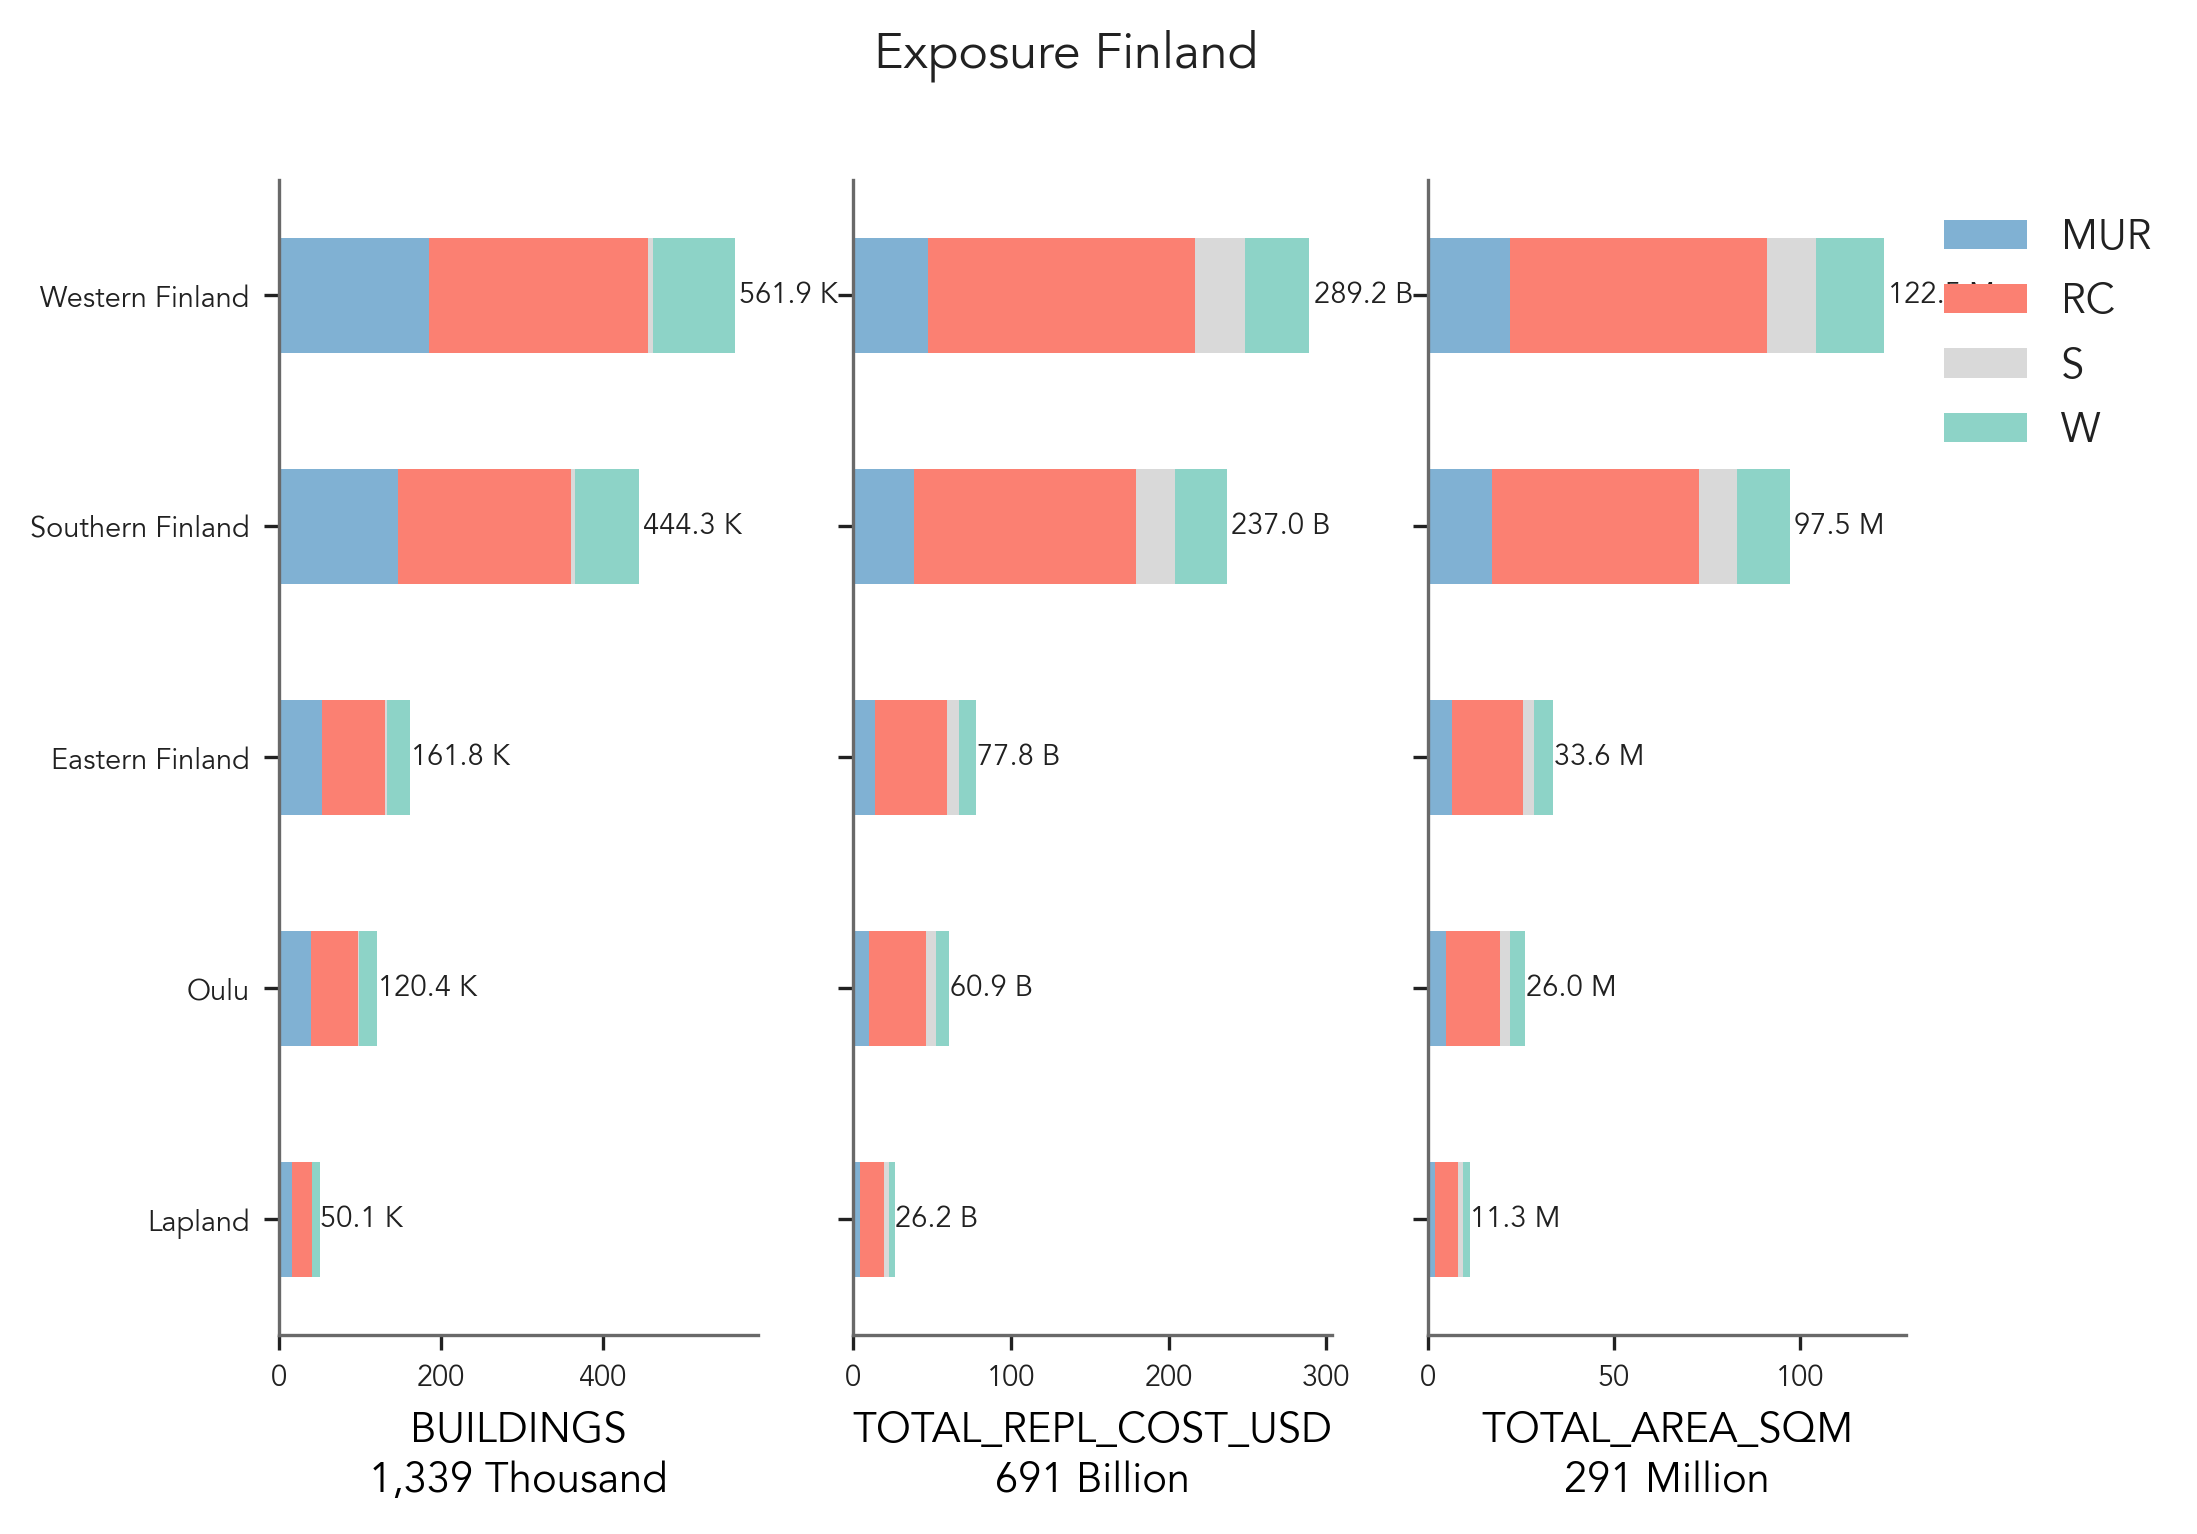 Exposure Finland
Western Finland
Southern Finland
Eastern Finland
Oulu
Lapland
561.9 K
444.3 K
161.8 K
120.4 K
50.1 K
0 200 400
BUILDINGS
1,339 Thousand
289.2 B
237.0 B
77.8 B
60.9 B
26.2 B
0 100 200 300
TOTAL_REPL_COST_USD
691 Billion
122.
97.5 M
33.6 M
26.0 M
11.3 M
0 50 100
TOTAL_AREA_SQM
291 Million
MUR
RC
S
W